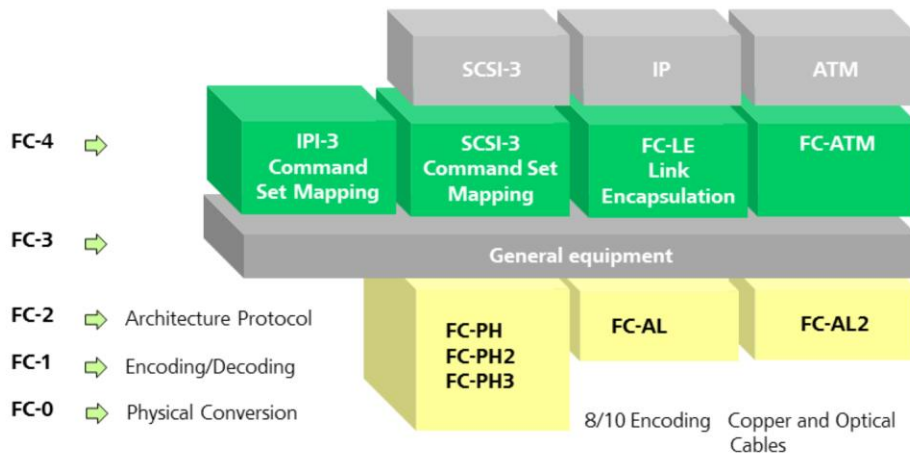 SCSI-3 IP ATM
FC-4
IPI-3
Command
Set Mapping
SCSI-3
Command Set
Mapping
FC-LE
Link
Encapsulation
FC-ATM
FC-3
General equipment
FC-2 Architecture Protocol
FC-1 Encoding/Decoding
FC-0 Physical Conversion
FC-PH
FC-PH2
FC-PH3
FC-AL
FC-AL2
8/10 Encoding
Copper and Optical
Cables